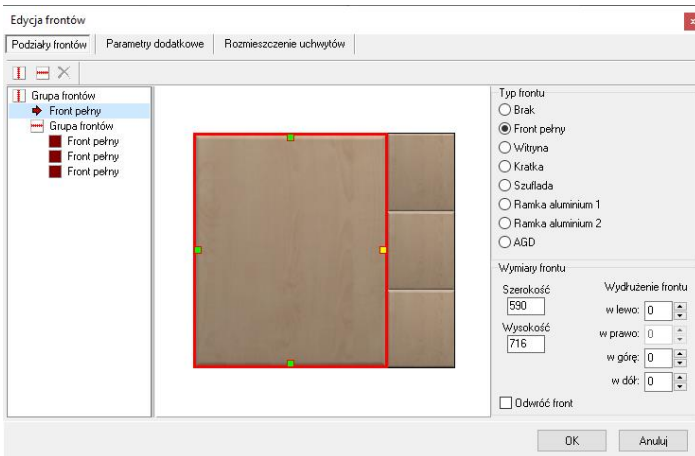 Edycja frontów
x
Podziały frontów Parametry dodatkowe Rozmieszczenie uchwytów
Grupa frontów
Front pełny
Grupa frontów
Front pełny
Front pełny
Front pełny
Typ frontu
Brak
Front pełny
Witryna
Kratka
Szuflada
Ramka aluminium 1
Ramka aluminium 2
AGD
Wymiary frontu
Szerokość
590
Wysokość
716
Wydłużenie frontu
w lewo: 0
w prawo: 0
w górę: 0
w dół: 0
Odwróć front
OK Anuluj